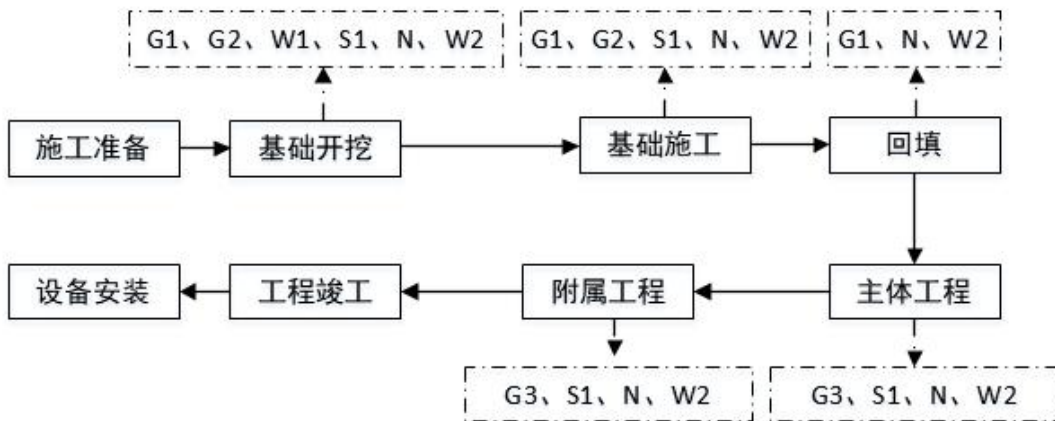 G1、G2、W1、S1、N、W2
G1、G2、S1、N、W2
G1、N、W2
施工准备
基础开挖
基础施工
回填
设备安装
工程竣工
附属工程
主体工程
G3、S1、N、W2
G3、S1、N、W2